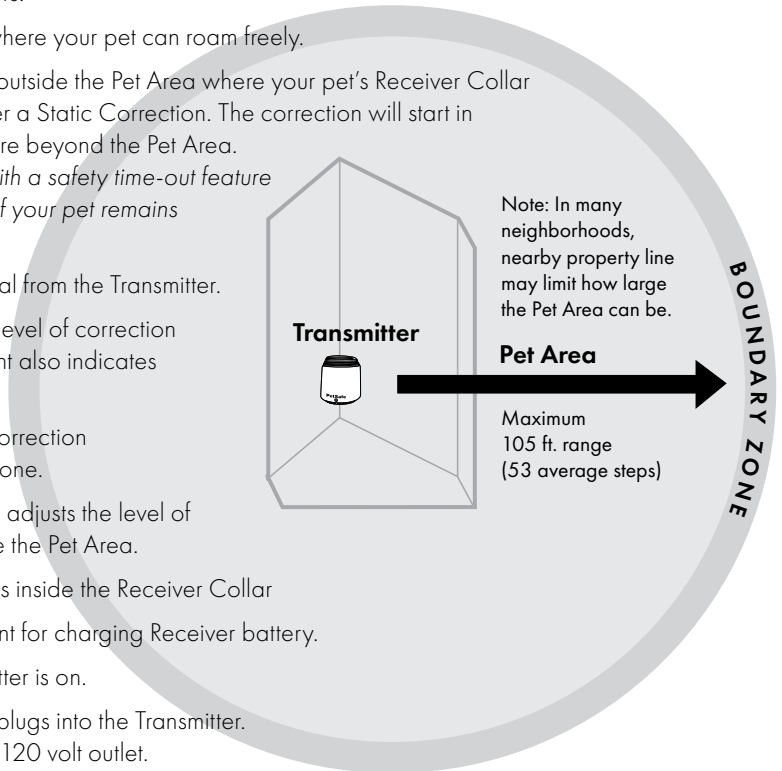 where your pet can roam freely.
outside the Pet Area where your pet's Receiver Collar
er a Static Correction. The correction will start in
re beyond the Pet Area.
ith a safety time-out feature
if your pet remains
al from the Transmitter.
evel of correction
nt also indicates
orrection
one.
adjusts the level of
e the Pet Area.
s inside the Receiver Collar
nt for charging Receiver battery.
tter is on.
plugs into the Transmitter.
120 volt outlet.
Transmitter
PetSafe
Note: In many
neighborhoods,
nearby property line
may limit how large
the Pet Area can be.
Pet Area
Maximum
105 ft. range
(53 average steps)
BOUNDARY ZONE